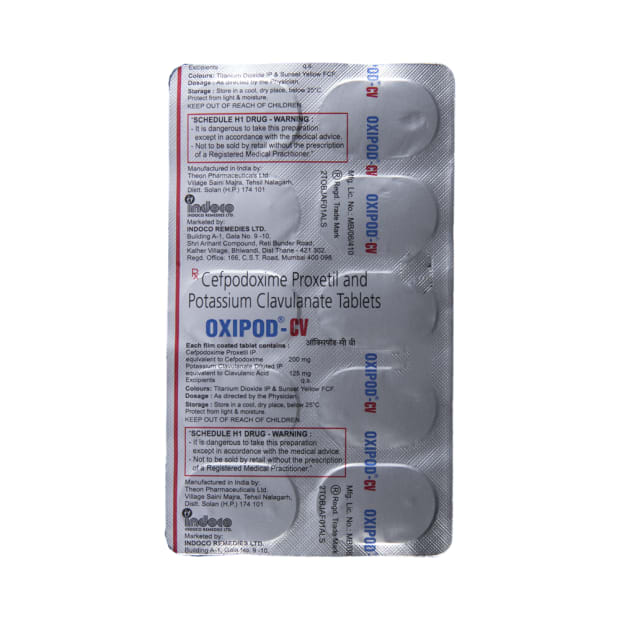 Excipients q.s.
Colours: Titanium Dioxide IP & Sunset Yellow FCF.
Dosage : As directed by the Physician.
Storage : Store in a cool, dry place, below 25°C.
Protect from light & moisture.
KEEP OUT OF REACH OF CHILDREN.
"SCHEDULE H1 DRUG - WARNING :
- It is dangerous to take this preparation
except in accordance with the medical advice.
- Not to be sold by retail without the prescription
of a Registered Medical Practitioner."
Manufactured in India by:
Theon Pharmaceuticals Ltd.
Village Saini Majra, Tehsil Nalagarh,
Distt. Solan (H.P.) 174 101
indoco
INDOCO REMEDIES LTD.
Marketed by:
INDOCO REMEDIES LTD.
Building A-1, Gala No. 9 -10,
Shri Arihant Compound, Reti Bunder Road,
Kalher Village, Bhiwandi, Dist Thane - 421 302.
Regd. Office: 166, C.S.T. Road, Mumbai 400 098.
OXIPOD®-CV
OXIPOD®-CV
Mfg. Lic. No.: MB/06/410
® Regd. Trade Mark
2TOBJAF01ALS
Rx Cefpodoxime Proxetil and
Potassium Clavulanate Tablets
OXIPOD®-CV
ऑक्सिपॉड-सी वी
Each film coated tablet contains :
Cefpodoxime Proxetil IP
equivalent to Cefpodoxime 200 mg
Potassium Clavulanate Diluted IP
equivalent to Clavulanic Acid 125 mg
Excipients q.s.
Colours: Titanium Dioxide IP & Sunset Yellow FCF.
Dosage : As directed by the Physician.
Storage : Store in a cool, dry place, below 25°C.
Protect from light & moisture.
KEEP OUT OF REACH OF CHILDREN.
"SCHEDULE H1 DRUG - WARNING :
- It is dangerous to take this preparation
except in accordance with the medical advice.
- Not to be sold by retail without the prescription
of a Registered Medical Practitioner."
Manufactured in India by:
Theon Pharmaceuticals Ltd.
Village Saini Majra, Tehsil Nalagarh,
Distt. Solan (H.P.) 174 101
indoco
INDOCO REMEDIES LTD.
Marketed by:
INDOCO REMEDIES LTD.
Building A-1, Gala No. 9 -10,
OXIPOD®-CV
OXIPOD®-CV
OXIPOD®-
Mfg. Lic. No.: MB/06
® Regd. Trade Mark
2TOBJAF01ALS